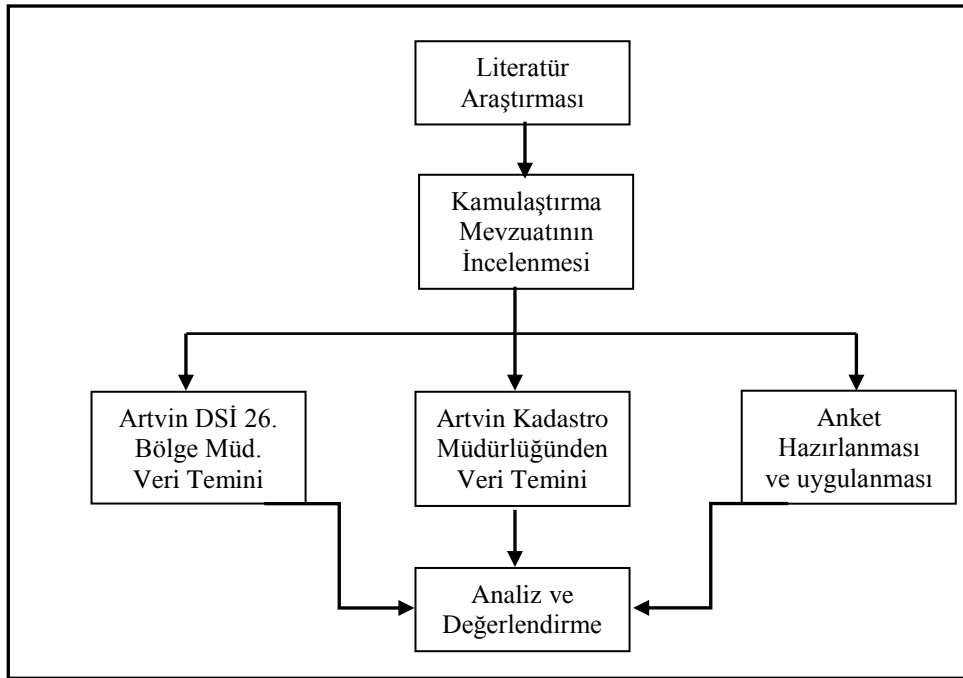 Literatür
Araştırması
Kamulaştırma
Mevzuatının
İncelenmesi
Artvin DSİ 26.
Bölge Müd.
Veri Temini
Artvin Kadastro
Müdürlüğünden
Veri Temini
Anket
Hazırlanması
ve uygulanması
Analiz ve
Değerlendirme